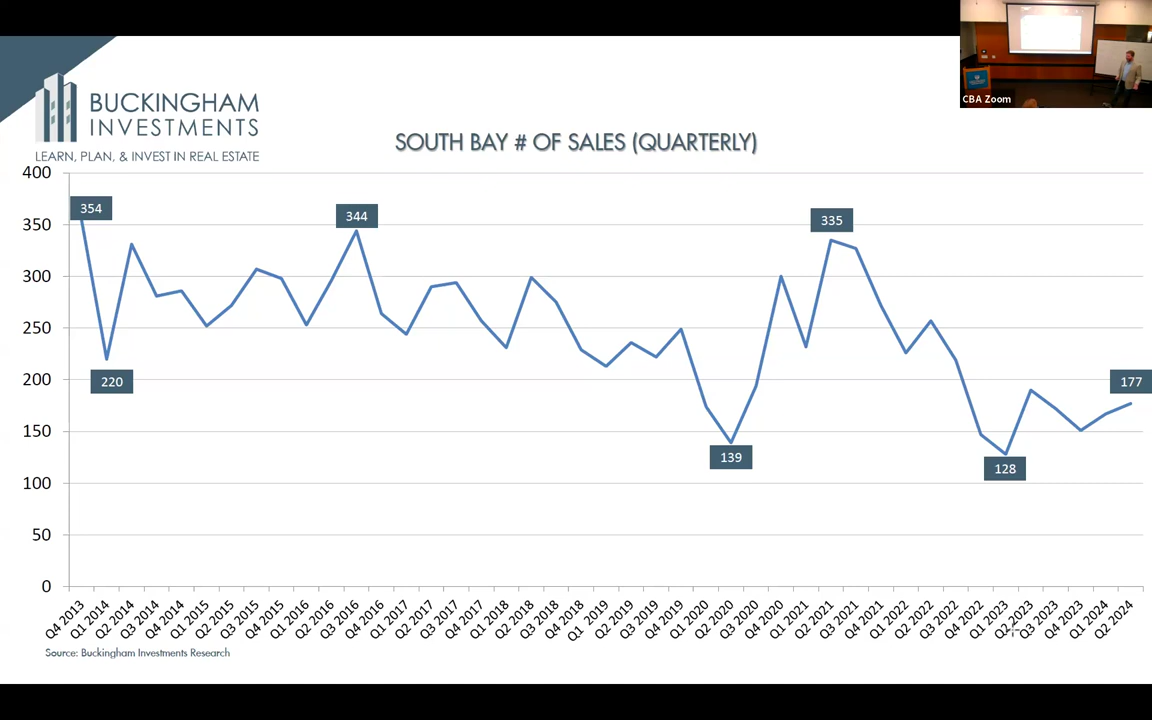 CBA Zoom
BUCKINGHAM
INVESTMENTS
LEARN, PLAN, & INVEST IN REAL ESTATE
SOUTH BAY # OF SALES (QUARTERLY)
400
350
300
250
200
150
100
50
0
354
220
344
139
335
128
177
Q4 2013
Q1 2014
Q2 2014
Q3 2014
Q4 2014
Q1 2015
Q2 2015
Q3 2015
Q4 2015
Q1 2016
Q2 2016
Q3 2016
Q4 2016
Q1 2017
Q2 2017
Q3 2017
Q4 2017
Q1 2018
Q2 2018
Q3 2018
Q4 2018
Q1 2019
Q2 2019
Q3 2019
Q4 2019
Q1 2020
Q2 2020
Q3 2020
Q4 2020
Q1 2021
Q2 2021
Q3 2021
Q4 2021
Q1 2022
Q2 2022
Q3 2022
Q4 2022
Q1 2023
Q2 2023
Q3 2023
Q4 2023
Q1 2024
Q2 2024
Source: Buckingham Investments Research